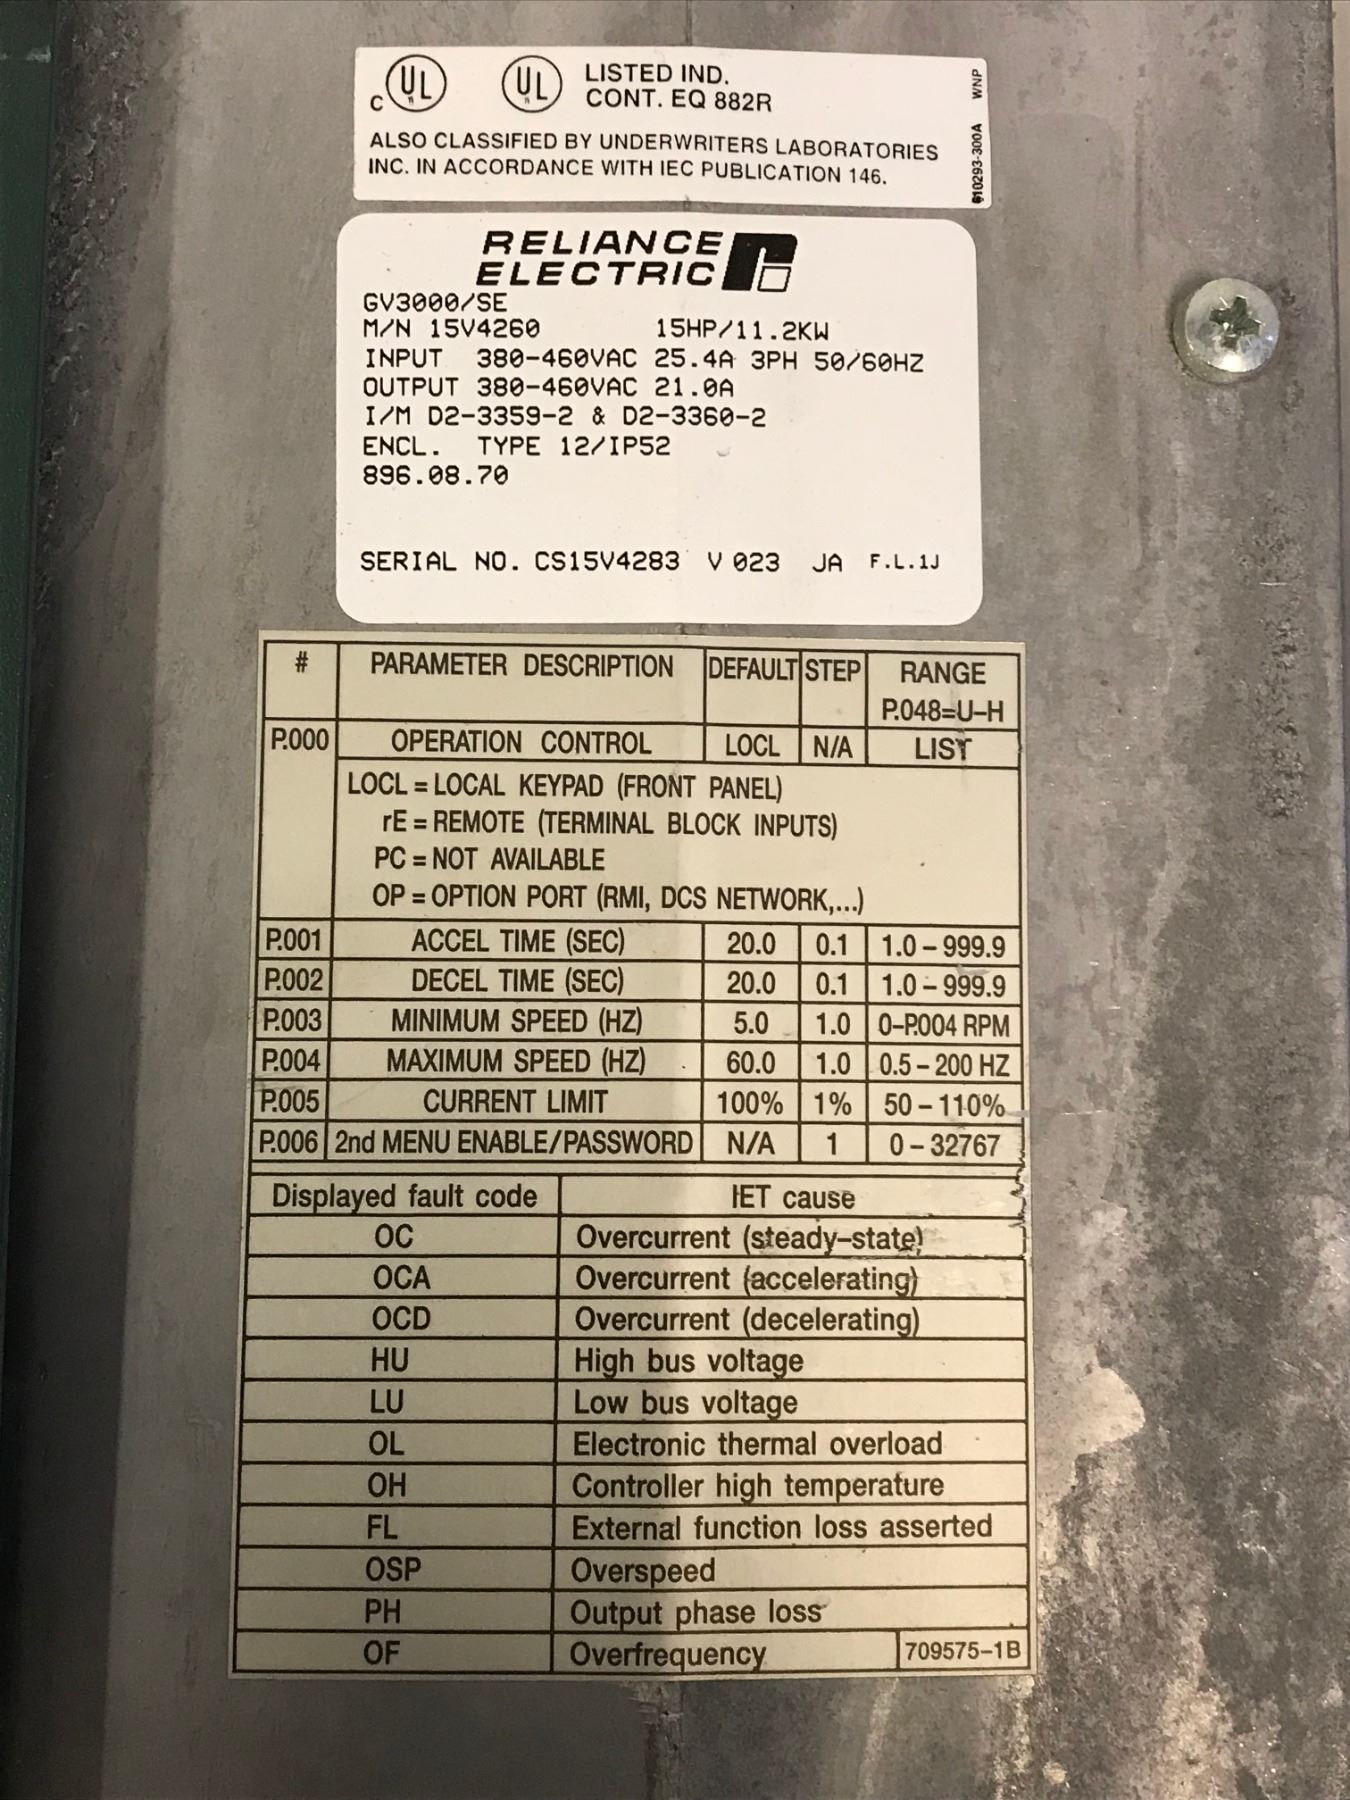 C UL UL LISTED IND.
CONT. EQ 882R
ALSO CLASSIFIED BY UNDERWRITERS LABORATORIES
INC. IN ACCORDANCE WITH IEC PUBLICATION 146.
610293-300A WNP
RELIANCE
ELECTRIC
GV3000/SE
M/N 15V4260 15HP/11.2KW
INPUT 380-460VAC 25.4A 3PH 50/60HZ
OUTPUT 380-460VAC 21.0A
I/M D2-3359-2 & D2-3360-2
ENCL. TYPE 12/IP52
896.08.70
SERIAL NO. CS15V4283 V 023 JA F.L.1J
# PARAMETER DESCRIPTION DEFAULT STEP RANGE
P.048=U-H
P.000 OPERATION CONTROL LOCL N/A LIST
LOCL = LOCAL KEYPAD (FRONT PANEL)
rE = REMOTE (TERMINAL BLOCK INPUTS)
PC = NOT AVAILABLE
OP = OPTION PORT (RMI, DCS NETWORK,...)
P.001 ACCEL TIME (SEC) 20.0 0.1 1.0 – 999.9
P.002 DECEL TIME (SEC) 20.0 0.1 1.0 – 999.9
P.003 MINIMUM SPEED (HZ) 5.0 1.0 0–P.004 RPM
P.004 MAXIMUM SPEED (HZ) 60.0 1.0 0.5 – 200 HZ
P.005 CURRENT LIMIT 100% 1% 50 – 110%
P.006 2nd MENU ENABLE/PASSWORD N/A 1 0 – 32767
Displayed fault code IET cause
OC Overcurrent (steady–state)
OCA Overcurrent (accelerating)
OCD Overcurrent (decelerating)
HU High bus voltage
LU Low bus voltage
OL Electronic thermal overload
OH Controller high temperature
FL External function loss asserted
OSP Overspeed
PH Output phase loss
OF Overfrequency 709575–1B